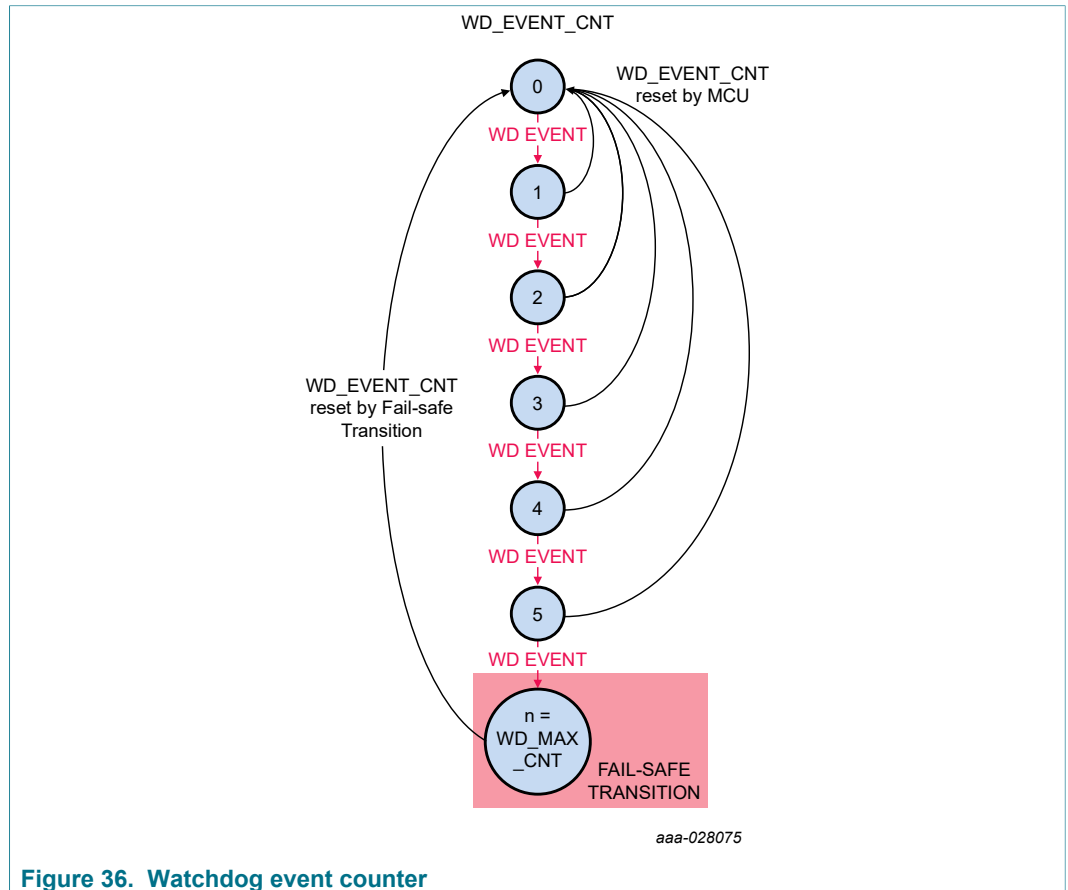 WD_EVENT_CNT
0
WD_EVENT_CNT
reset by MCU
WD EVENT
1
WD EVENT
2
WD EVENT
3
WD_EVENT_CNT
reset by Fail-safe
Transition
WD EVENT
4
WD EVENT
5
WD EVENT
n =
WD_MAX
_CNT
FAIL-SAFE
TRANSITION
aaa-028075
Figure 36. Watchdog event counter